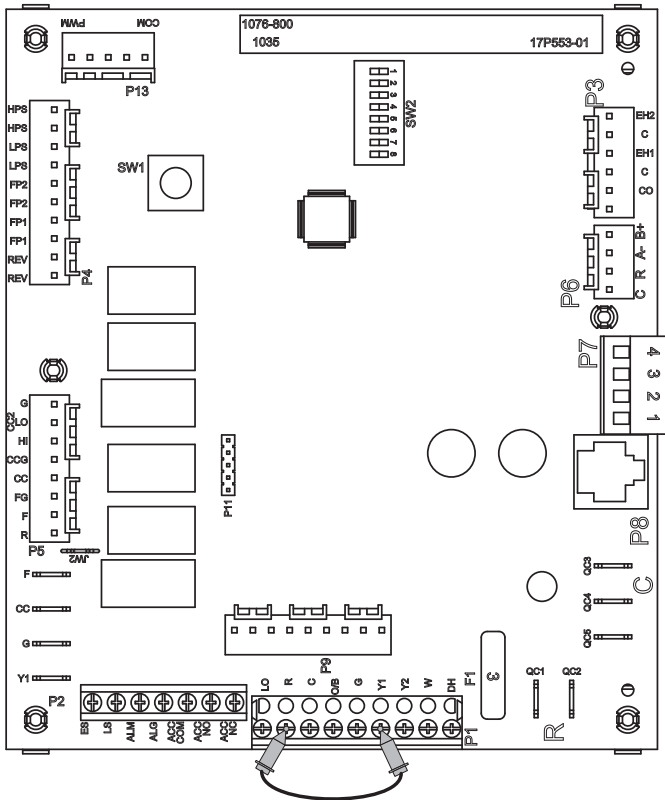 1076-800
1035 17P553-01
PWM COM
P13
1
2
3
4
5
6
7
8
SW2
P3
EH2
C
EH1
C
CO
HPS
HPS
LPS
LPS
FP2
FP2
FP1
FP1
REV
REV
P4
SW1
P6
B+
A-
R
C
P7
4
3
2
1
G
CC2
LO
HI
CCG
CC
FG
F
R
P5
JW2
P11
P8
F
CC
G
Y1
P2
QC3
QC4
QC5
C
P9
ES
LS
ALM
ALG
ACC COM
ACC NO
ACC NC
LO
R
C
O/B
G
Y1
Y2
W
DH
P1
F1
3
QC1
QC2
R